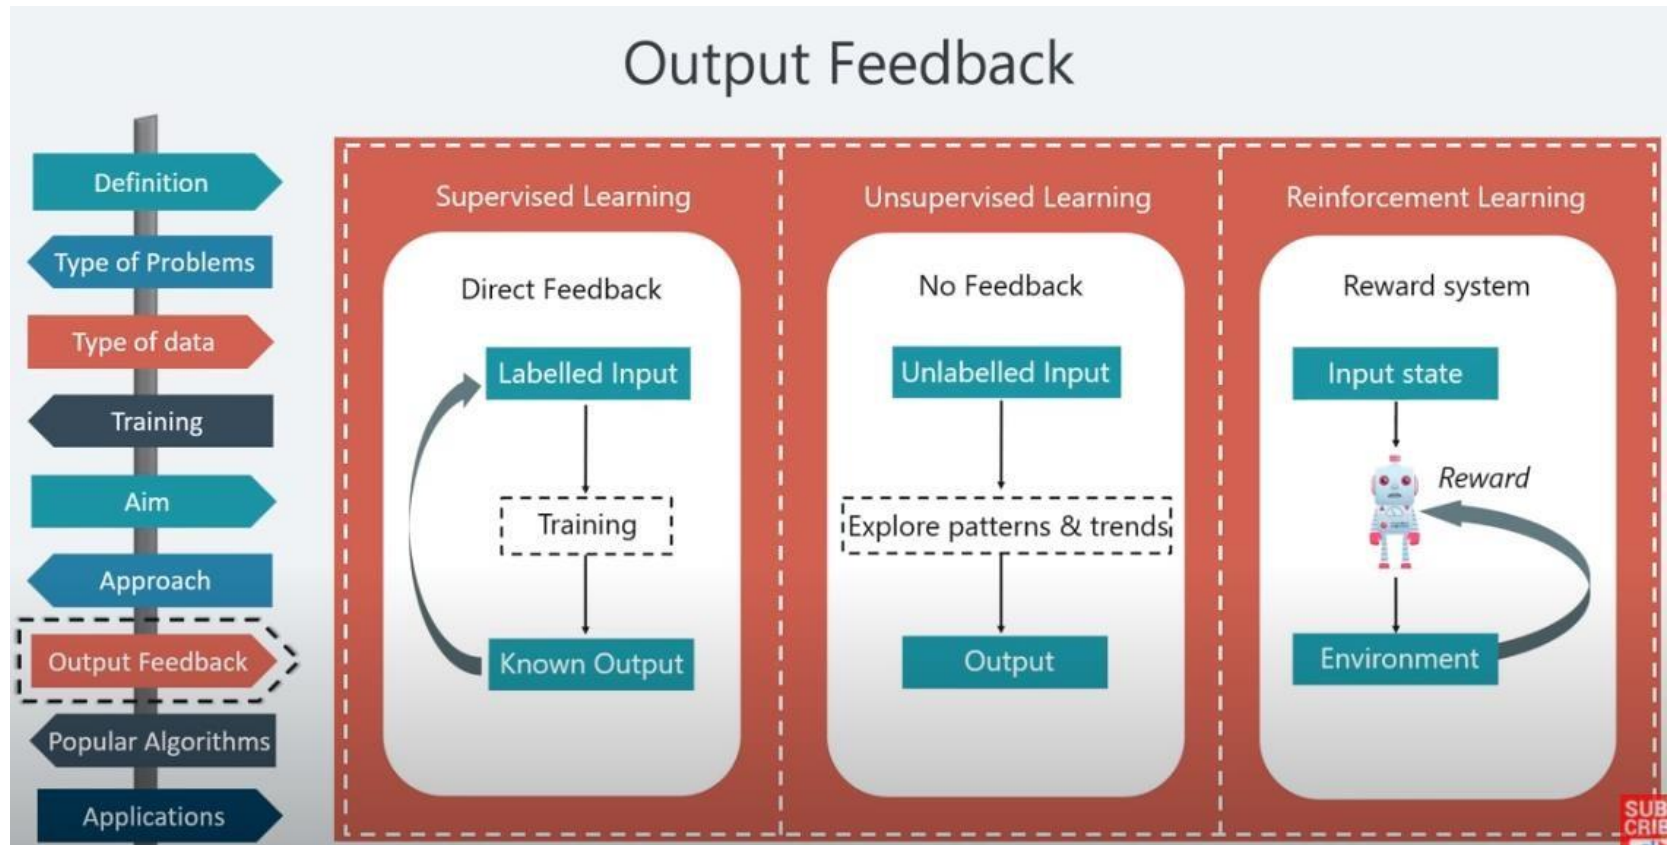 Output Feedback
Definition
Type of Problems
Type of data
Training
Aim
Approach
Output Feedback
Popular Algorithms
Applications
Supervised Learning
Direct Feedback
Labelled Input
Training
Known Output
Unsupervised Learning
No Feedback
Unlabelled Input
Explore patterns & trends
Output
Reinforcement Learning
Reward system
Input state
Reward
Environment
SUB
CRIB